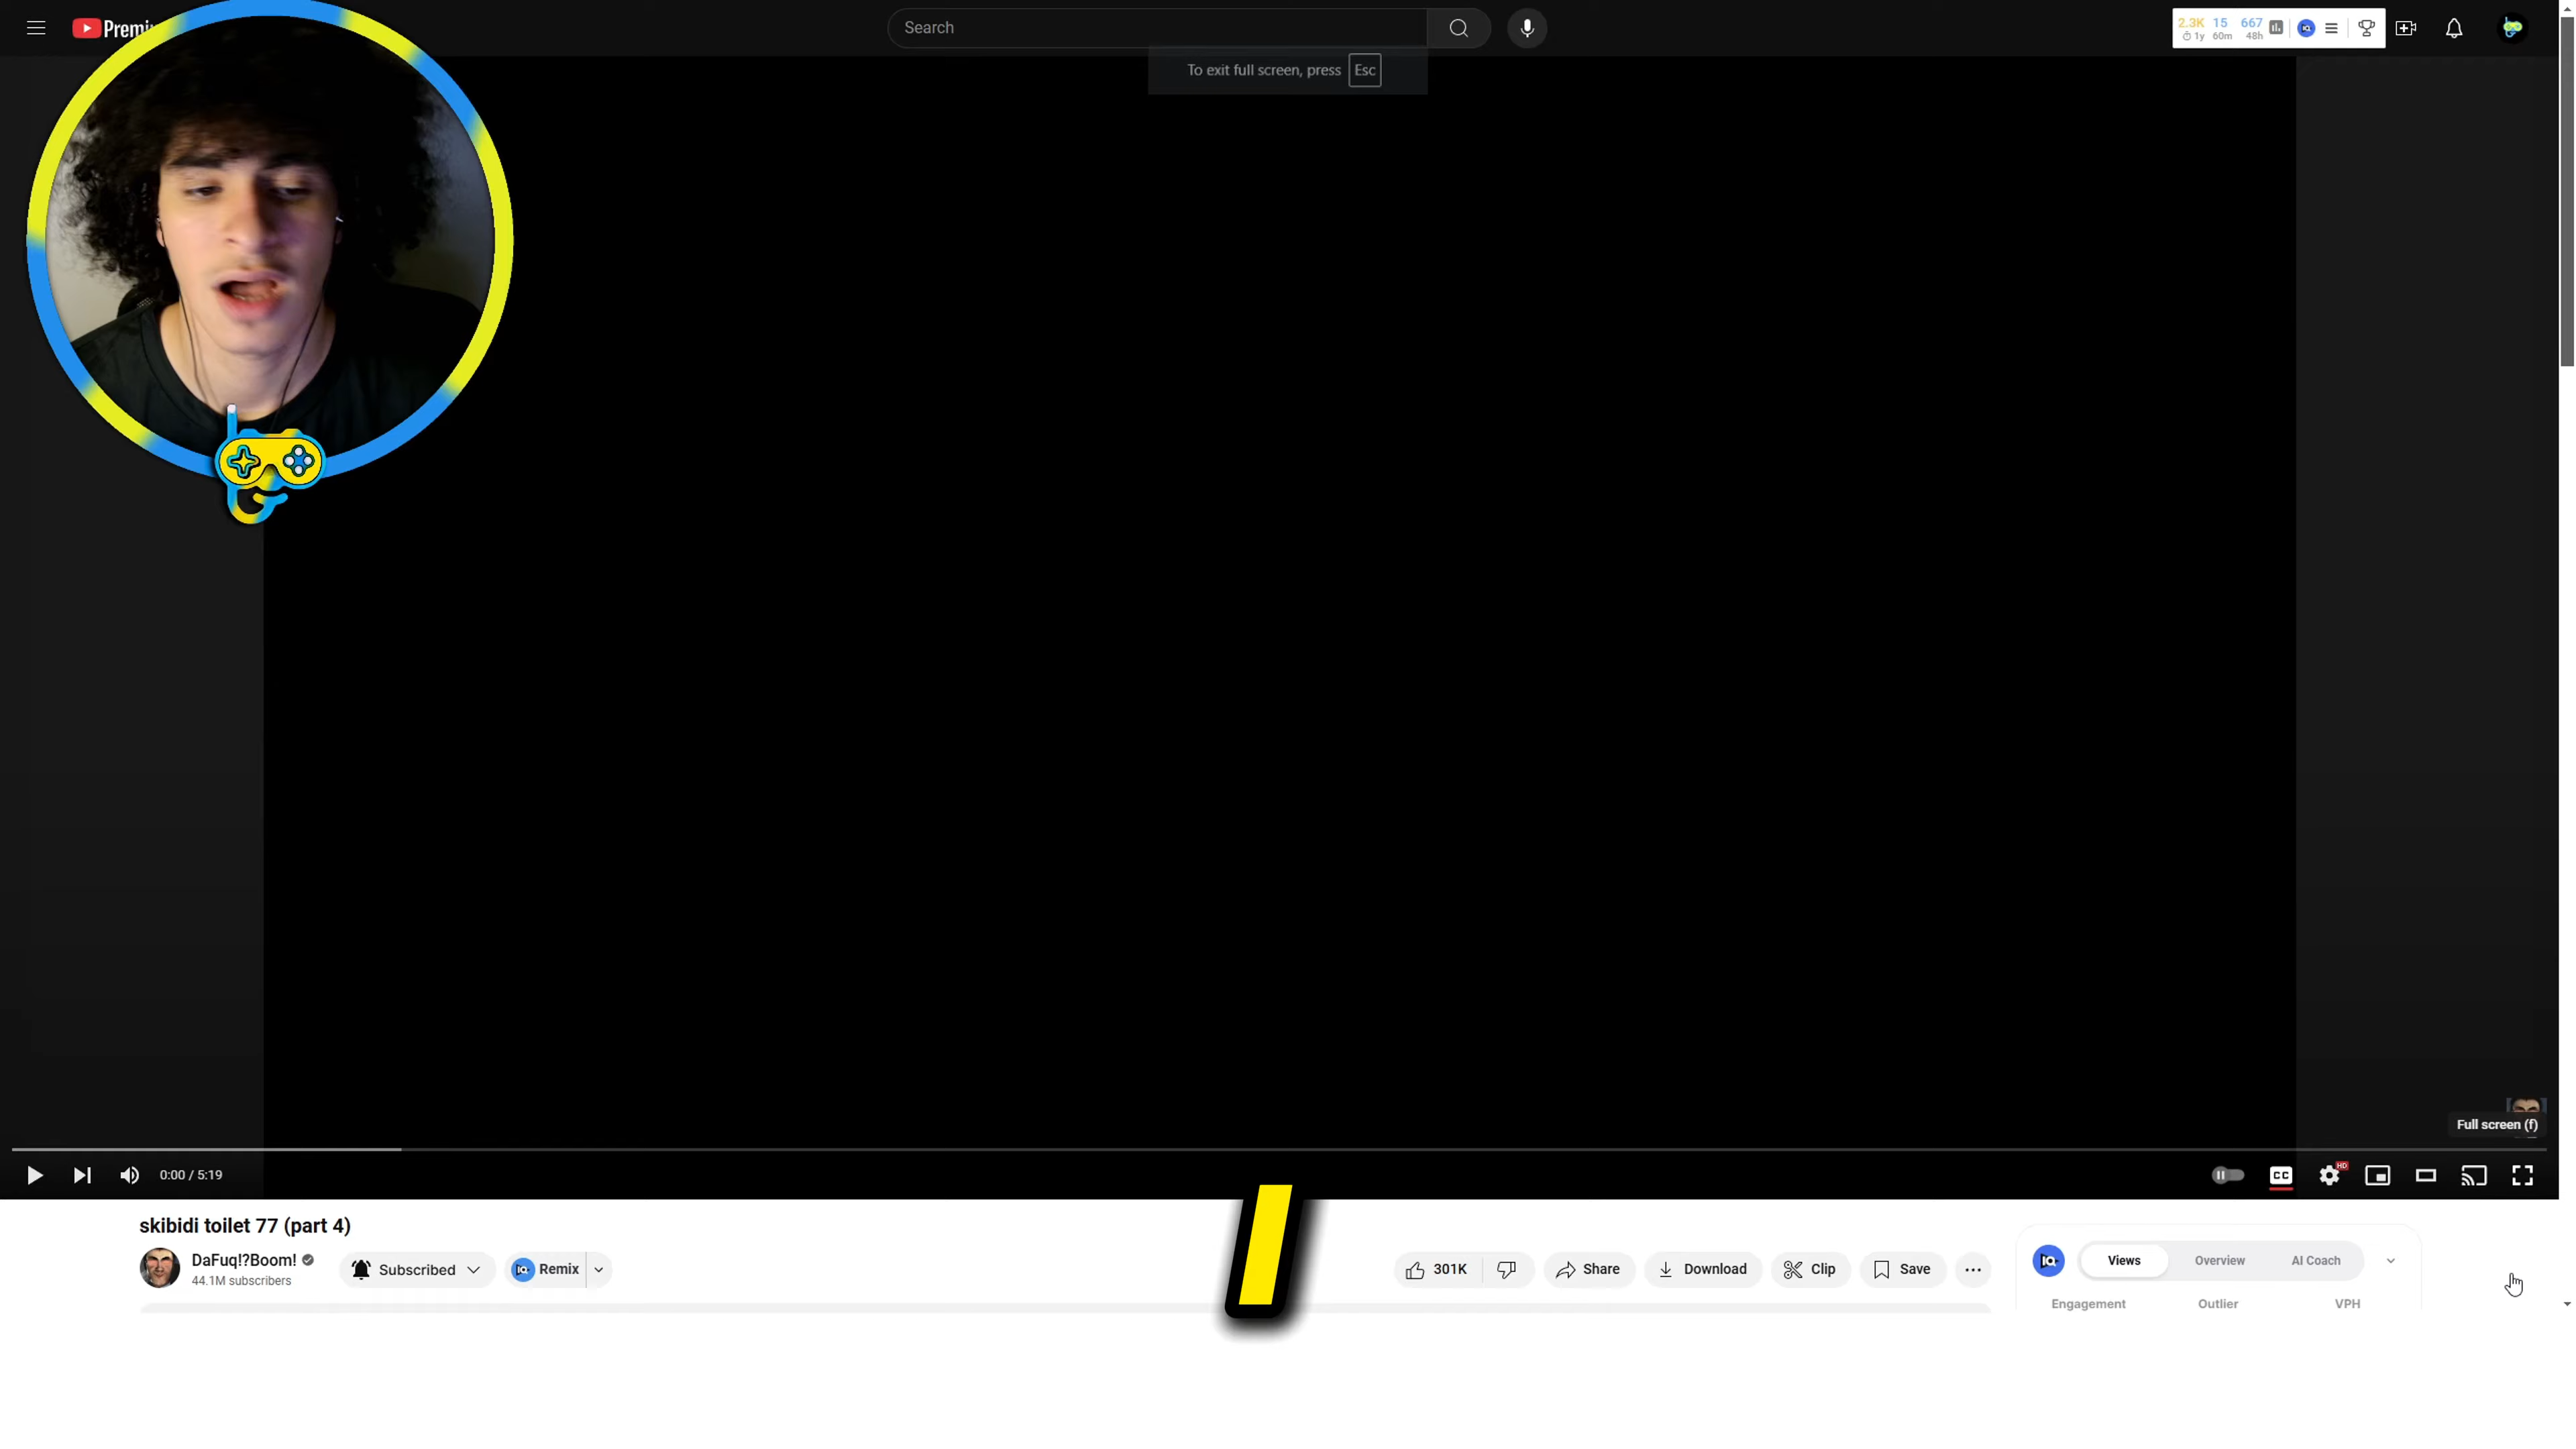 Premi
Search
2.3K 15 667
1y 60m 48h
To exit full screen, press Esc
Full screen (f)
0:00 / 5:19
CC
HD
I
skibidi toilet 77 (part 4)
DaFuq!?Boom!
44.1M subscribers
Subscribed
Remix
301K
Share
Download
Clip
Save
Views
Overview
AI Coach
Engagement
Outlier
VPH